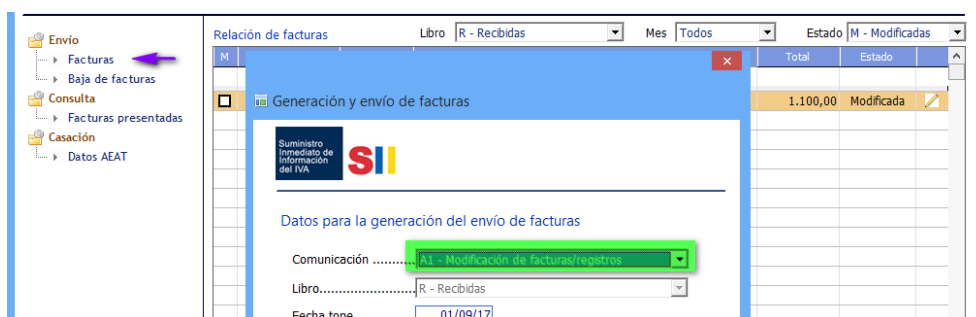 Envío
Facturas
Baja de facturas
Consulta
Facturas presentadas
Casación
Datos AEAT
Relación de facturas Libro R - Recibidas Mes Todos Estado M - Modificadas
M Total Estado
1.100,00 Modificada
Generación y envío de facturas
Suministro
Inmediato de
Información
del IVA
SII
Datos para la generación del envío de facturas
Comunicación ........... A1 - Modificación de facturas/registros
Libro........................ R - Recibidas
Fecha tope 01/09/17